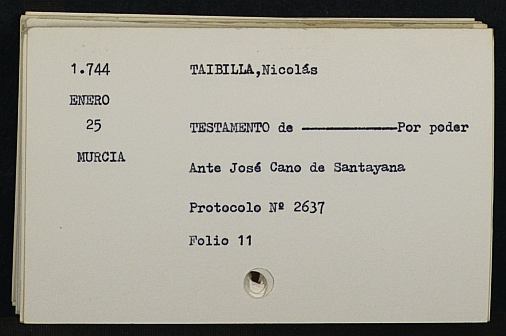 1.744 TAIBILLA,Nicolás
ENERO
25 TESTAMENTO de ——————Por poder
MURCIA
Ante José Cano de Santayana
Protocolo Nº 2637
Folio 11